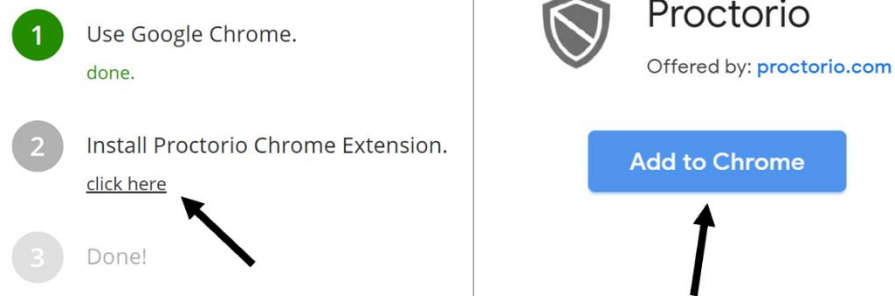 1
Use Google Chrome.
done.
2
Install Proctorio Chrome Extension.
click here
3
Done!
Proctorio
Offered by: proctorio.com
Add to Chrome